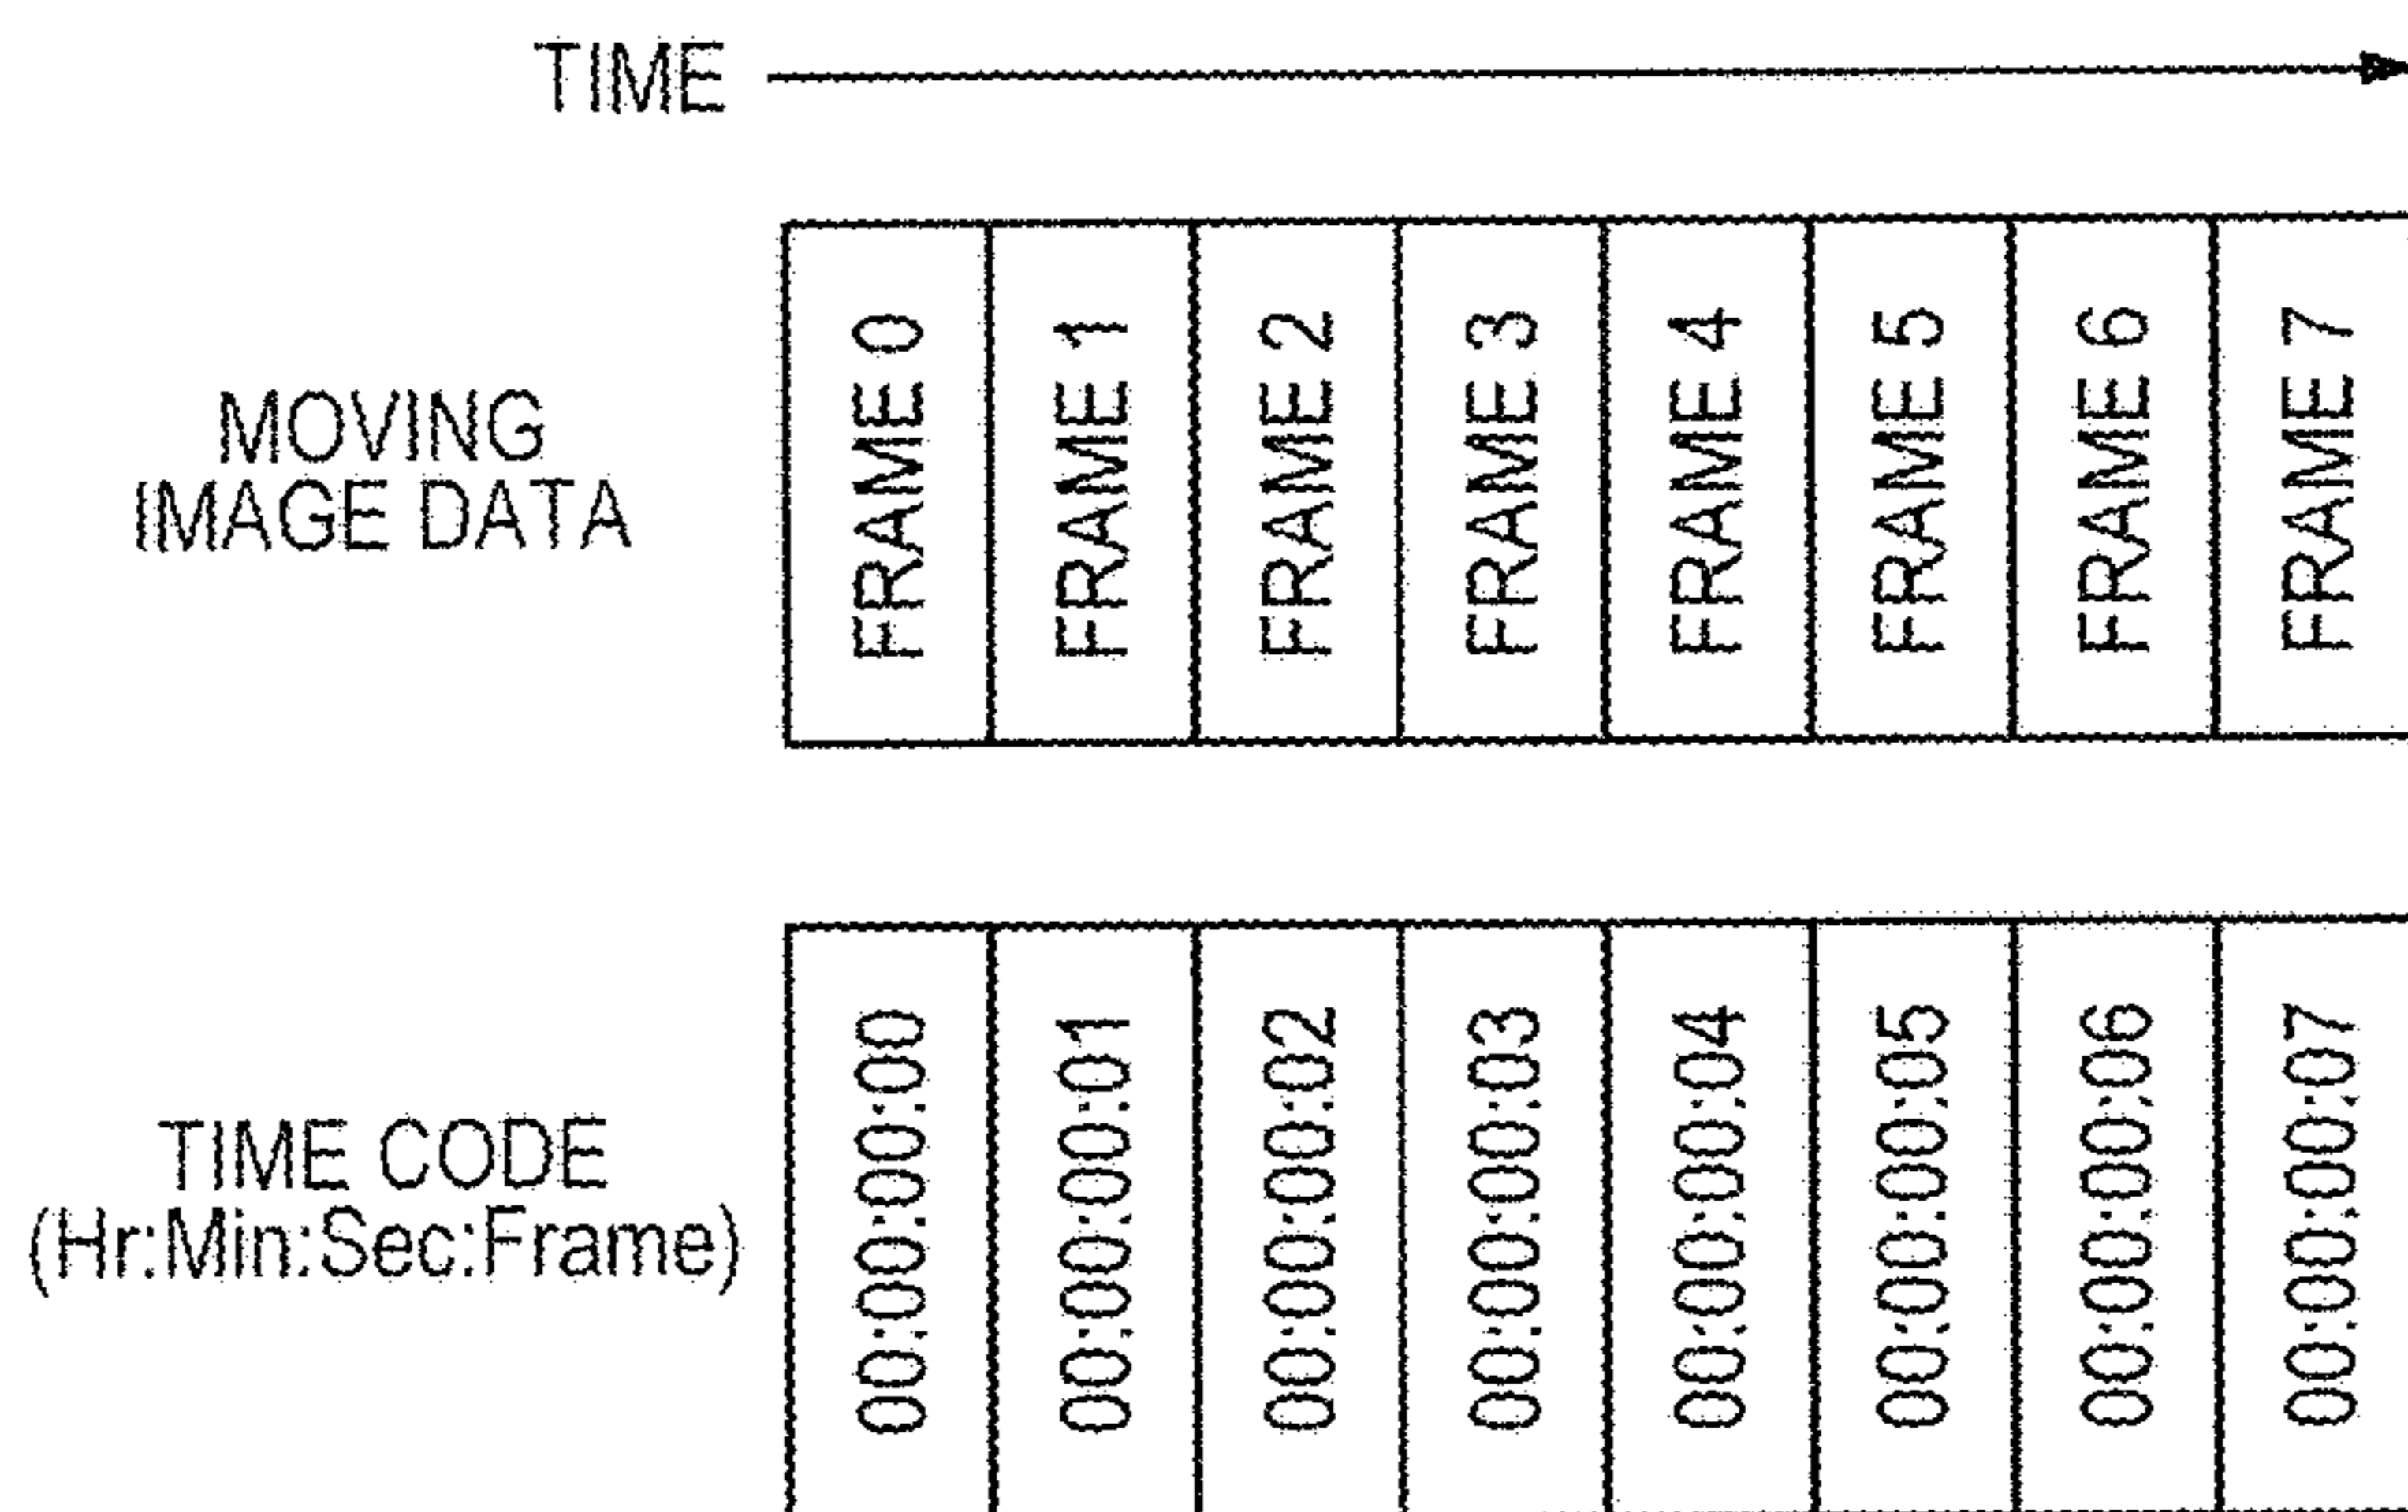 TIME
MOVING
IMAGE DATA
FRAME 0
FRAME 1
FRAME 2
FRAME 3
FRAME 4
FRAME 5
FRAME 6
FRAME 7
TIME CODE
(Hr:Min:Sec:Frame)
00:00:00:00
00:00:00:01
00:00:00:02
00:00:00:03
00:00:00:04
00:00:00:05
00:00:00:06
00:00:00:07